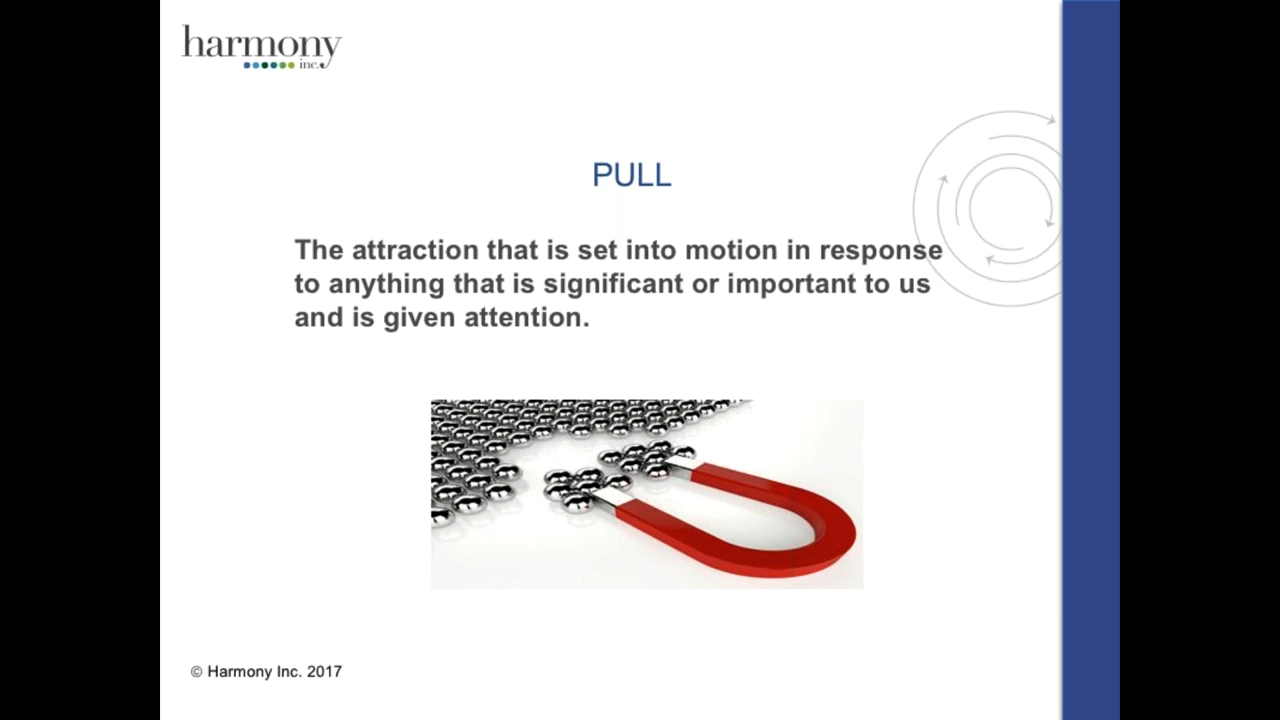 harmony
inc.
PULL
The attraction that is set into motion in response
to anything that is significant or important to us
and is given attention.
© Harmony Inc. 2017